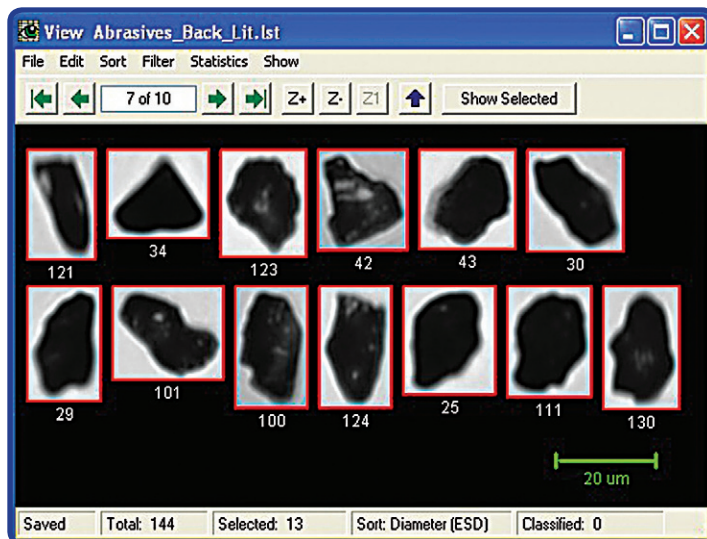 View Abrasives_Back_Lit.lst
File Edit Sort Filter Statistics Show
7 of 10 Z+ Z- Z1 Show Selected
121 34 123 42 43 30
29 101 100 124 25 111 130
20 um
Saved Total: 144 Selected: 13 Sort: Diameter (ESD) Classified: 0